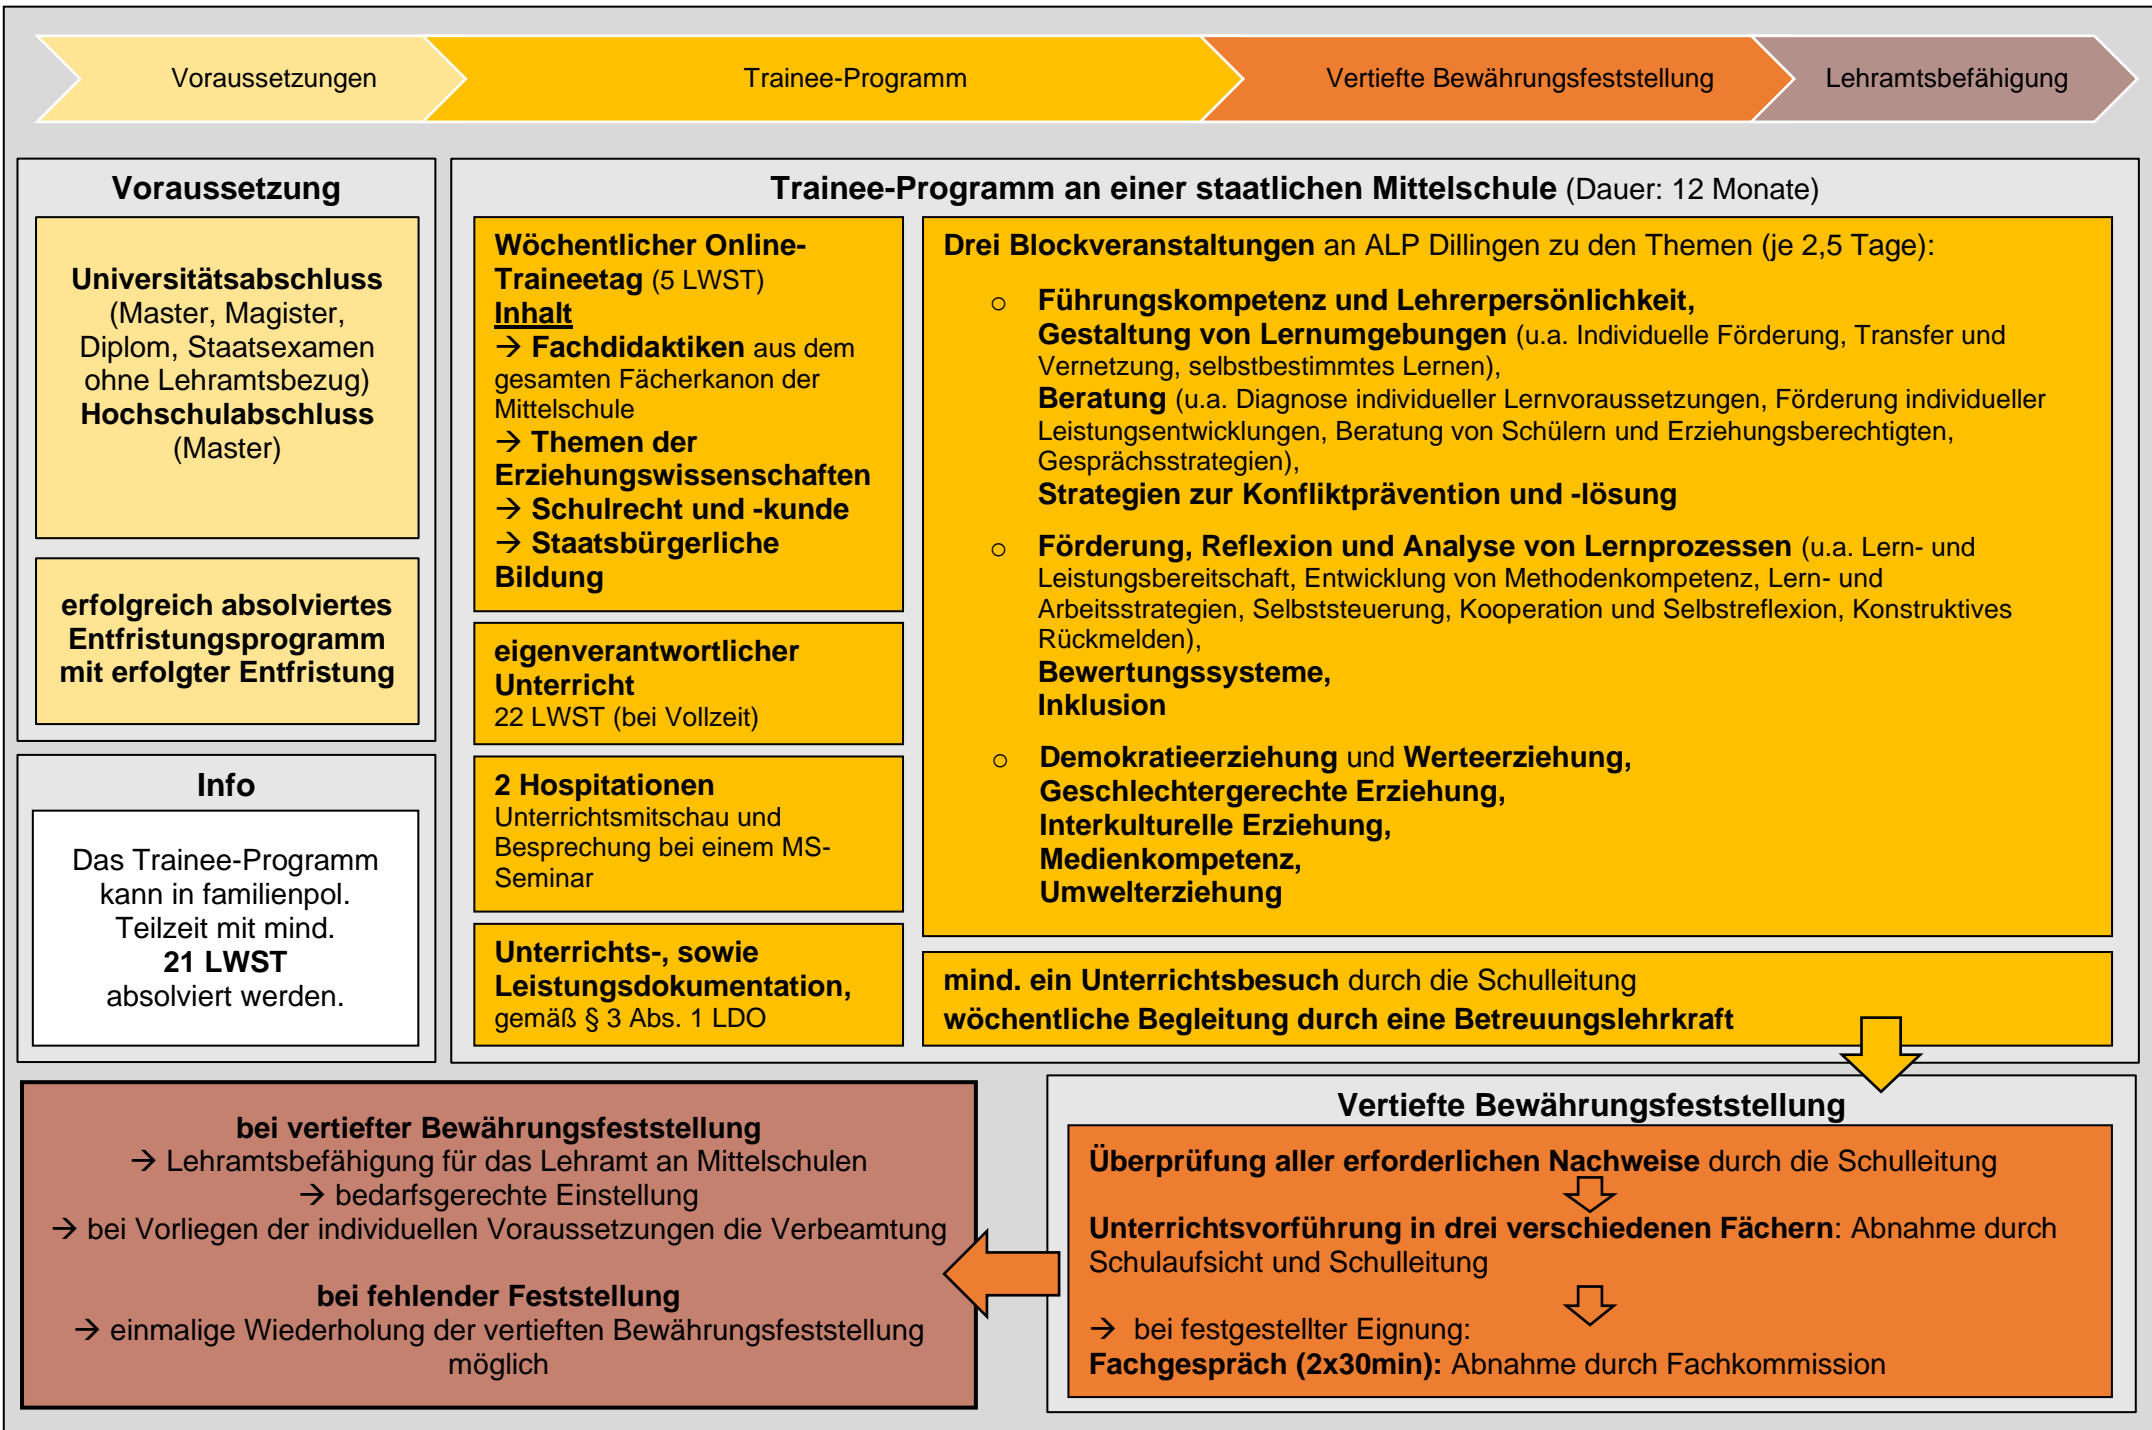 Voraussetzungen
Trainee-Programm
Vertiefte Bewährungsfeststellung
Lehramtsbefähigung
Voraussetzung
Universitätsabschluss
(Master, Magister,
Diplom, Staatsexamen
ohne Lehramtsbezug)
Hochschulabschluss
(Master)
erfolgreich absolviertes
Entfristungsprogramm
mit erfolgter Entfristung
Info
Das Trainee-Programm
kann in familienpol.
Teilzeit mit mind.
21 LWST
absolviert werden.
Trainee-Programm an einer staatlichen Mittelschule (Dauer: 12 Monate)
Wöchentlicher Online-
Traineetag (5 LWST)
Inhalt
→ Fachdidaktiken aus dem
gesamten Fächerkanon der
Mittelschule
→ Themen der
Erziehungswissenschaften
→ Schulrecht und -kunde
→ Staatsbürgerliche
Bildung
eigenverantwortlicher
Unterricht
22 LWST (bei Vollzeit)
2 Hospitationen
Unterrichtsmitschau und
Besprechung bei einem MS-
Seminar
Unterrichts-, sowie
Leistungsdokumentation,
gemäß § 3 Abs. 1 LDO
Drei Blockveranstaltungen an ALP Dillingen zu den Themen (je 2,5 Tage):
o Führungskompetenz und Lehrerpersönlichkeit,
Gestaltung von Lernumgebungen (u.a. Individuelle Förderung, Transfer und
Vernetzung, selbstbestimmtes Lernen),
Beratung (u.a. Diagnose individueller Lernvoraussetzungen, Förderung individueller
Leistungsentwicklungen, Beratung von Schülern und Erziehungsberechtigten,
Gesprächsstrategien),
Strategien zur Konfliktprävention und -lösung
o Förderung, Reflexion und Analyse von Lernprozessen (u.a. Lern- und
Leistungsbereitschaft, Entwicklung von Methodenkompetenz, Lern- und
Arbeitsstrategien, Selbststeuerung, Kooperation und Selbstreflexion, Konstruktives
Rückmelden),
Bewertungssysteme,
Inklusion
o Demokratieerziehung und Werteerziehung,
Geschlechtergerechte Erziehung,
Interkulturelle Erziehung,
Medienkompetenz,
Umwelterziehung
mind. ein Unterrichtsbesuch durch die Schulleitung
wöchentliche Begleitung durch eine Betreuungslehrkraft
Vertiefte Bewährungsfeststellung
Überprüfung aller erforderlichen Nachweise durch die Schulleitung
Unterrichtsvorführung in drei verschiedenen Fächern: Abnahme durch
Schulaufsicht und Schulleitung
→ bei festgestellter Eignung:
Fachgespräch (2x30min): Abnahme durch Fachkommission
bei vertiefter Bewährungsfeststellung
→ Lehramtsbefähigung für das Lehramt an Mittelschulen
→ bedarfsgerechte Einstellung
→ bei Vorliegen der individuellen Voraussetzungen die Verbeamtung
bei fehlender Feststellung
→ einmalige Wiederholung der vertieften Bewährungsfeststellung
möglich